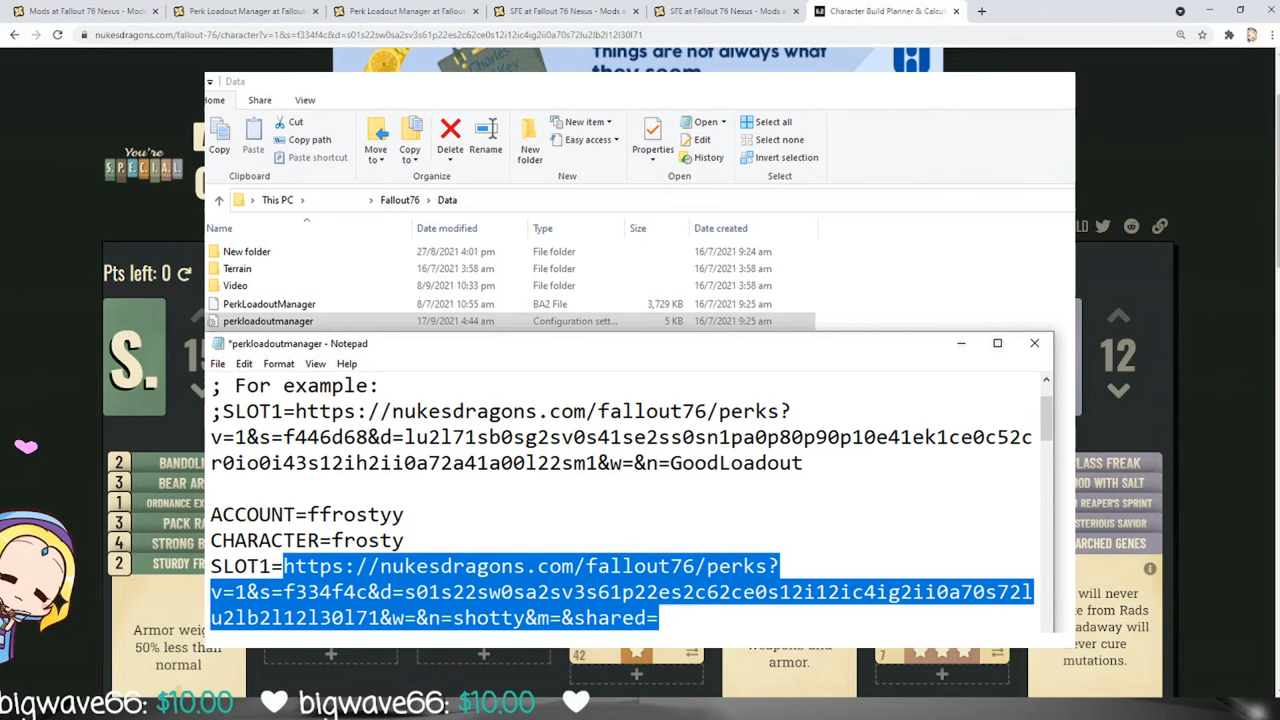 Mods at Fallout 76 Nexus - Mods an
Perk Loadout Manager at Fallout
Perk Loadout Manager at Fallout
SFE at Fallout 76 Nexus - Mods a
SFE at Fallout 76 Nexus - Mods a
Character Build Planner & Calcula
nukesdragons.com/fallout-76/character?v=1&s=f334f4c&d=s01s22sw0sa2sv3s61p22es2c62ce0s12i12ic4ig2ii0a70s72lu2lb2l12l30l71
Things are not always what
they seem
Charles
Key
Data
Home
Share
View
Copy
Paste
Cut
Copy path
Paste shortcut
Clipboard
Move to
Copy to
Delete
Rename
Organize
New folder
New item
Easy access
New
Properties
Open
Edit
History
Open
Select all
Select none
Invert selection
Select
This PC
Fallout76
Data
Name
Date modified
Type
Size
Date created
New folder 27/8/2021 4:01 pm File folder 16/7/2021 9:24 am
Terrain 16/7/2021 3:58 am File folder 16/7/2021 3:58 am
Video 8/9/2021 10:33 pm File folder 16/7/2021 3:58 am
PerkLoadoutManager 8/7/2021 10:55 am BA2 File 3,729 KB 16/7/2021 9:25 am
perkloadoutmanager 17/9/2021 4:44 am Configuration sett... 5 KB 16/7/2021 9:25 am
*perkloadoutmanager - Notepad
File Edit Format View Help
; For example:
;SLOT1=https://nukesdragons.com/fallout76/perks?
v=1&s=f446d68&d=lu2l71sb0sg2sv0s41se2ss0sn1pa0p80p90p10e41ek1ce0c52c
r0io0i43s12ih2ii0a72a41a00l22sm1&w=&n=GoodLoadout
ACCOUNT=ffrostyy
CHARACTER=frosty
SLOT1=https://nukesdragons.com/fallout76/perks?
v=1&s=f334f4c&d=s01s22sw0sa2sv3s61p22es2c62ce0s12i12ic4ig2ii0a70s72l
u2lb2l12l30l71&w=&n=shotty&m=&shared=
You're
S.P.E.C.I.A.L.
Pts left: 0
S.
12
2 BANDOLI
3 BEAR AR
1 ORDNANCE EX
3 PACK RA
4 STRONG B
2 STURDY FR
Armor weig
50% less than
normal
42
weapons and
armor.
7
LASS FREAK
OD WITH SALT
REAPER'S SPRINT
STERIOUS SAVIOR
ARCHED GENES
will never
te from Rads
adaway will
never cure
mutations.
bigwave66: $10.00
bigwave66: $10.00